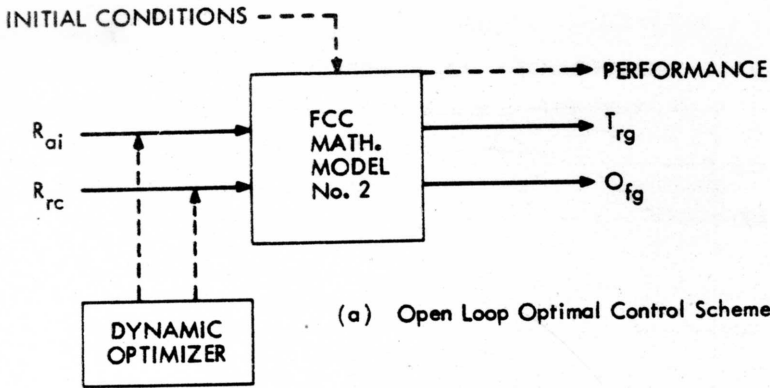 INITIAL CONDITIONS
PERFORMANCE
R_ai
FCC
MATH.
MODEL
No. 2
T_rg
R_rc
O_fg
DYNAMIC
OPTIMIZER
(a) Open Loop Optimal Control Scheme